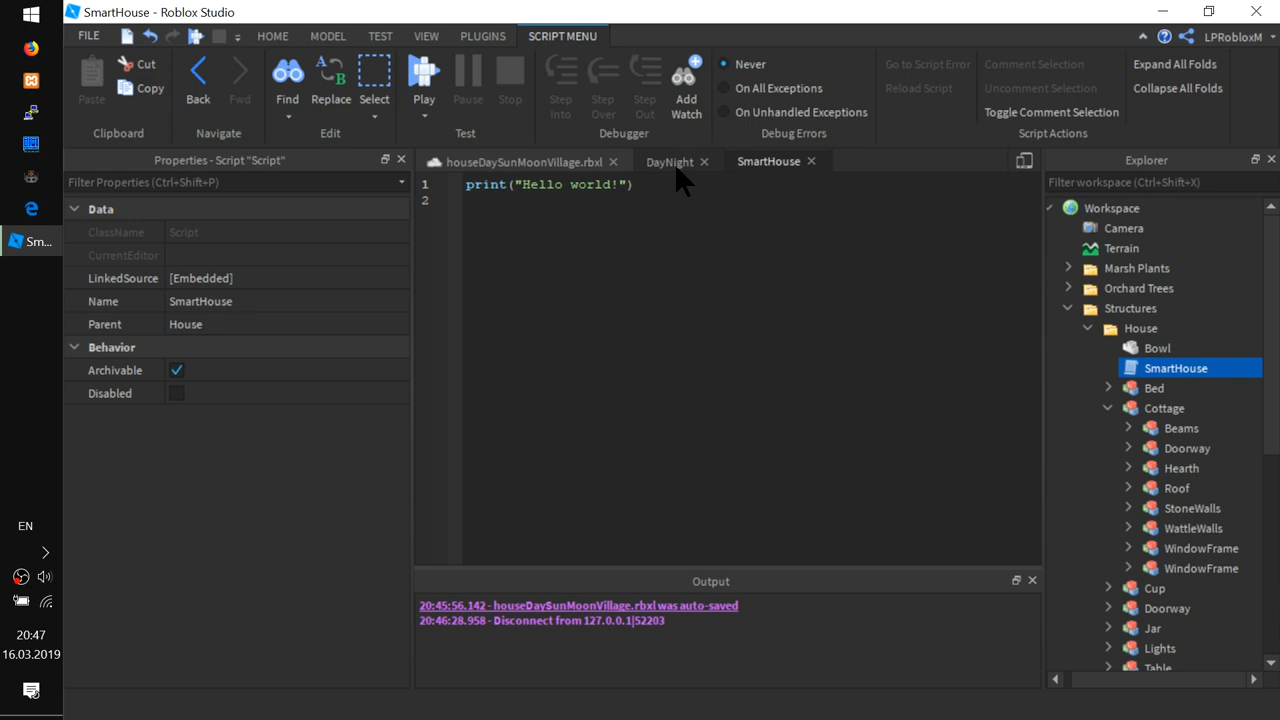 SmartHouse - Roblox Studio
FILE
HOME
MODEL
TEST
VIEW
PLUGINS
SCRIPT MENU
LPRobloxM
Paste
Cut
Copy
Clipboard
Back
Fwd
Navigate
Find
Replace
Select
Edit
Play
Pause
Stop
Test
Step Into
Step Over
Step Out
Add Watch
Debugger
Never
On All Exceptions
On Unhandled Exceptions
Debug Errors
Go to Script Error
Reload Script
Comment Selection
Uncomment Selection
Toggle Comment Selection
Expand All Folds
Collapse All Folds
Script Actions
Properties - Script "Script"
Filter Properties (Ctrl+Shift+P)
Data
ClassName Script
CurrentEditor
LinkedSource [Embedded]
Name SmartHouse
Parent House
Behavior
Archivable
Disabled
houseDaySunMoonVillage.rbxl
DayNight
SmartHouse
1 print("Hello world!")
2
Output
20:45:56.142 - houseDaySunMoonVillage.rbxl was auto-saved
20:46:28.958 - Disconnect from 127.0.0.1|52203
Explorer
Filter workspace (Ctrl+Shift+X)
Workspace
Camera
Terrain
Marsh Plants
Orchard Trees
Structures
House
Bowl
SmartHouse
Bed
Cottage
Beams
Doorway
Hearth
Roof
StoneWalls
WattleWalls
WindowFrame
WindowFrame
Cup
Doorway
Jar
Lights
Table
Sm...
EN
20:47
16.03.2019